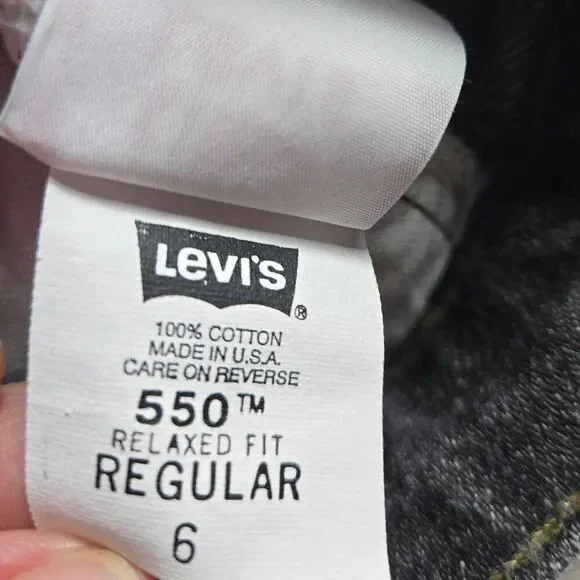 Levi's
®
100% COTTON
MADE IN U.S.A.
CARE ON REVERSE
550™
RELAXED FIT
REGULAR
6